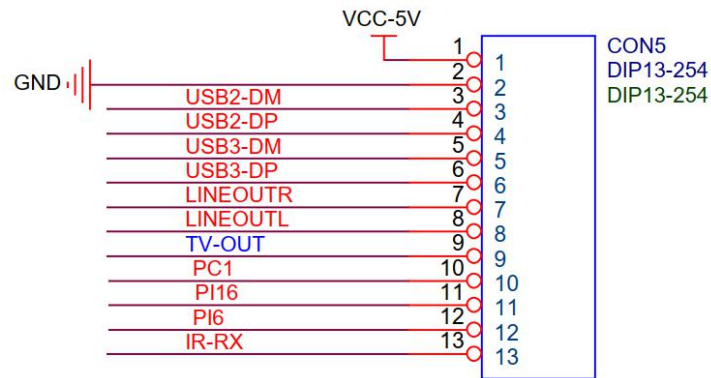 VCC-5V
1 1 CON5
GND 2 2 DIP13-254
USB2-DM 3 3 DIP13-254
USB2-DP 4 4
USB3-DM 5 5
USB3-DP 6 6
LINEOUTR 7 7
LINEOUTL 8 8
TV-OUT 9 9
PC1 10 10
PI16 11 11
PI6 12 12
IR-RX 13 13